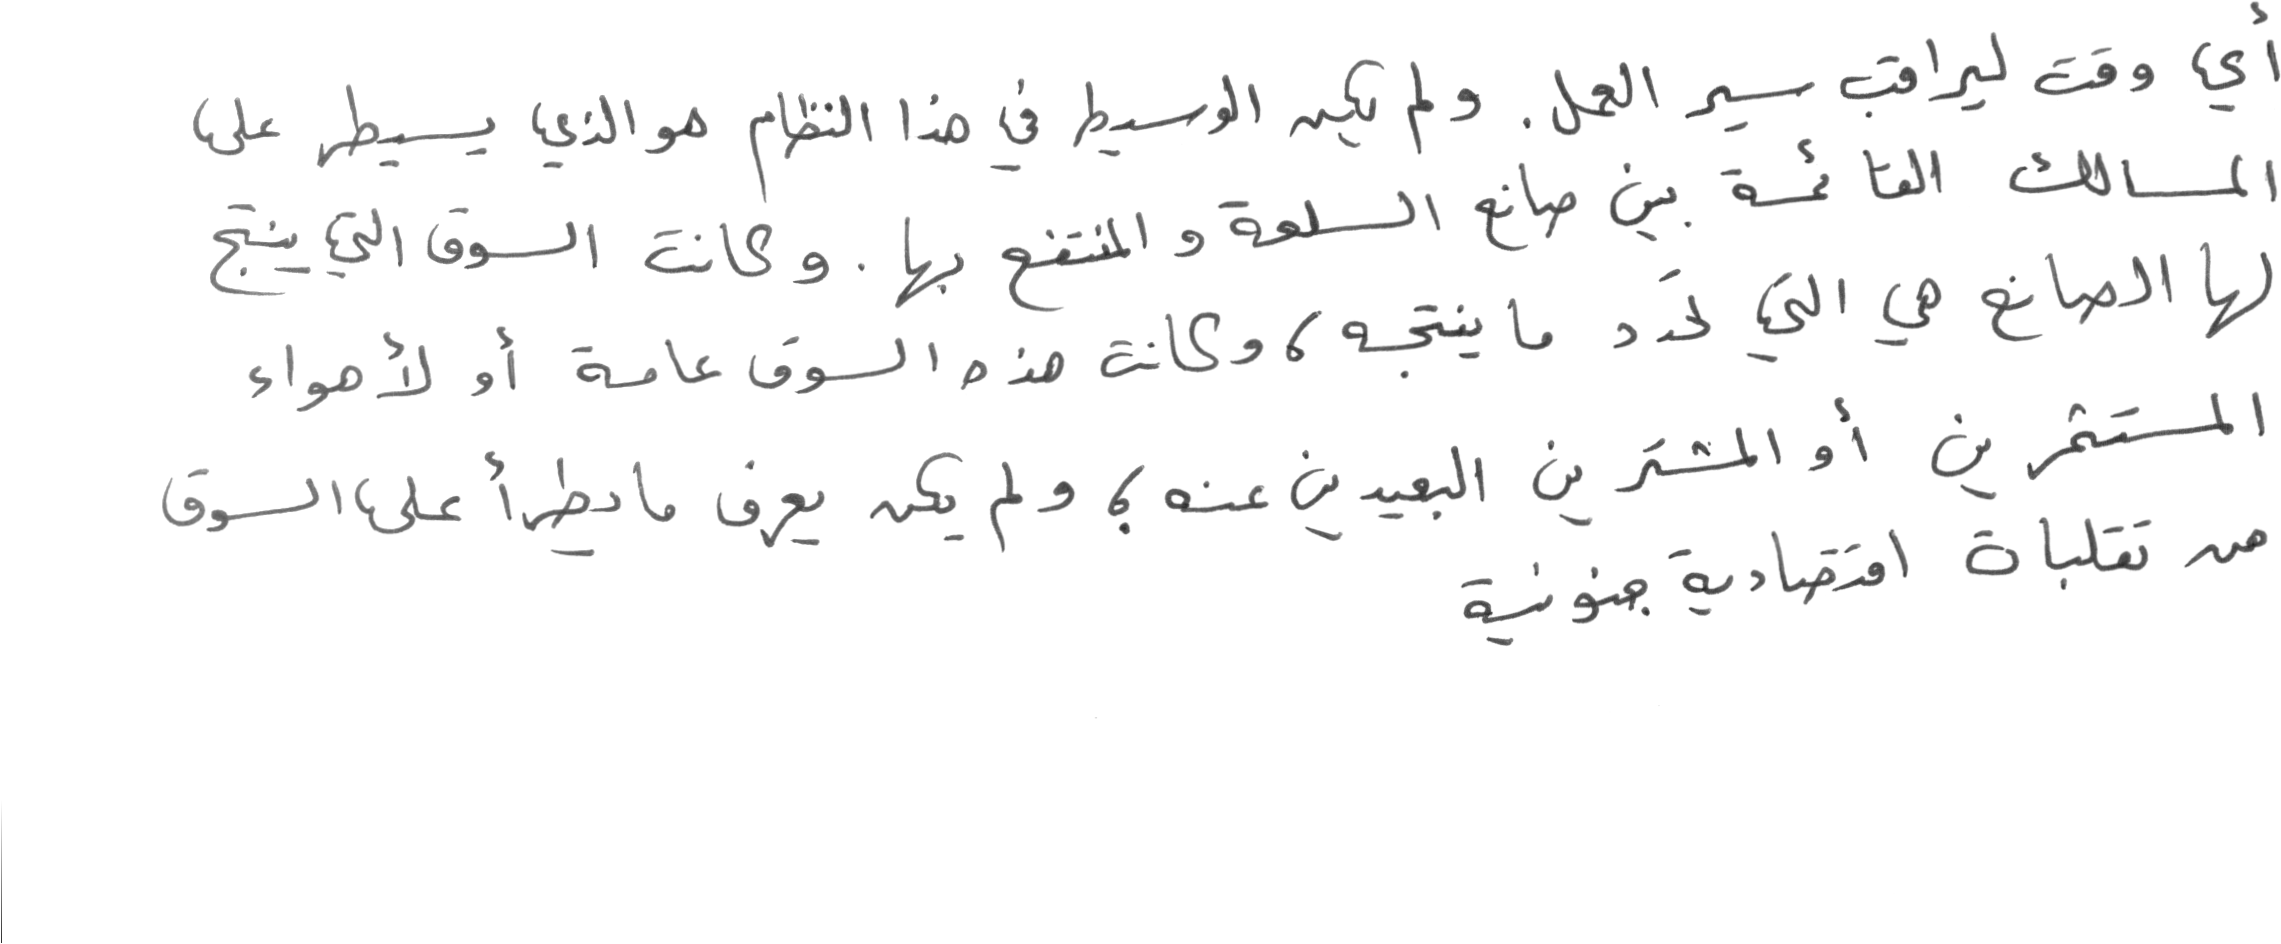 أي وقت ليراقب سير العمل. ولم يكن الوسيط في هذا النظام هو الذي يسيطر على
المسالك القائمة بين صانع السلعة والمنتفع بها. وكانت السوق التي ينتج
لها الصانع هي التي تحدّد ما ينتجه، وكانت هذه السوق عامة أو لأهواء
المستثمرين أو المشترين البعيدين عنه؛ ولم يكن يعرف ما يطرأ على السوق
من تقلبات اقتصادية جنونية